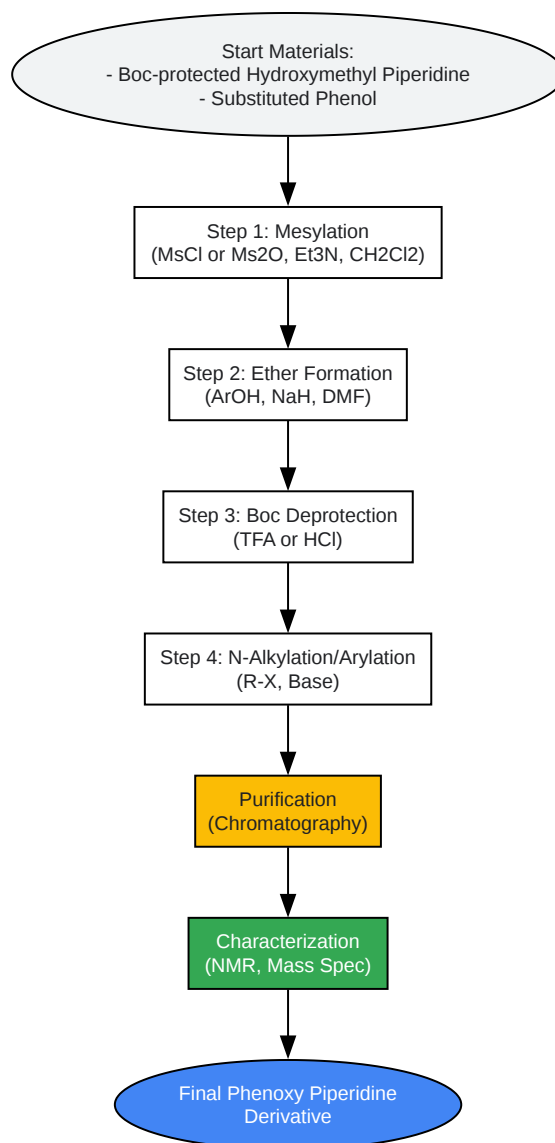 Start Materials:
- Boc-protected Hydroxymethyl Piperidine
- Substituted Phenol
Step 1: Mesylation
(MsCl or Ms2O, Et3N, CH2Cl2)
Step 2: Ether Formation
(ArOH, NaH, DMF)
Step 3: Boc Deprotection
(TFA or HCl)
Step 4: N-Alkylation/Arylation
(R-X, Base)
Purification
(Chromatography)
Characterization
(NMR, Mass Spec)
Final Phenoxy Piperidine
Derivative